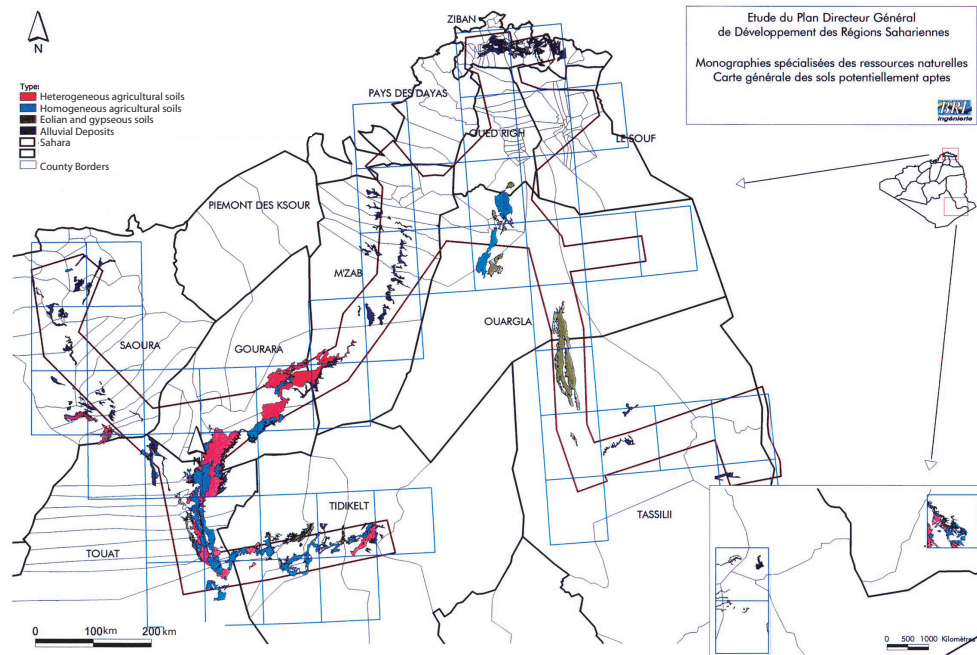 ZIBAN
Etude du Plan Directeur Général
de Développement des Régions Sahariennes
Monographies spécialisées des ressources naturelles
Carte générale des sols potentiellement aptes
BRL
ingénierie
N
Type:
Heterogeneous agricultural soils
Homogeneous agricultural soils
Eolian and gypseous soils
Alluvial Deposits
Sahara
County Borders
PAYS DES DAYAS
OUED RIGH
LE SOUF
PIEMONT DES KSOUR
M'ZAB
OUARGLA
SAOURA
GOURARA
TIDIKELT
TASSILII
TOUAT
0 100km 200 km
0 500 1000 Kilomètres